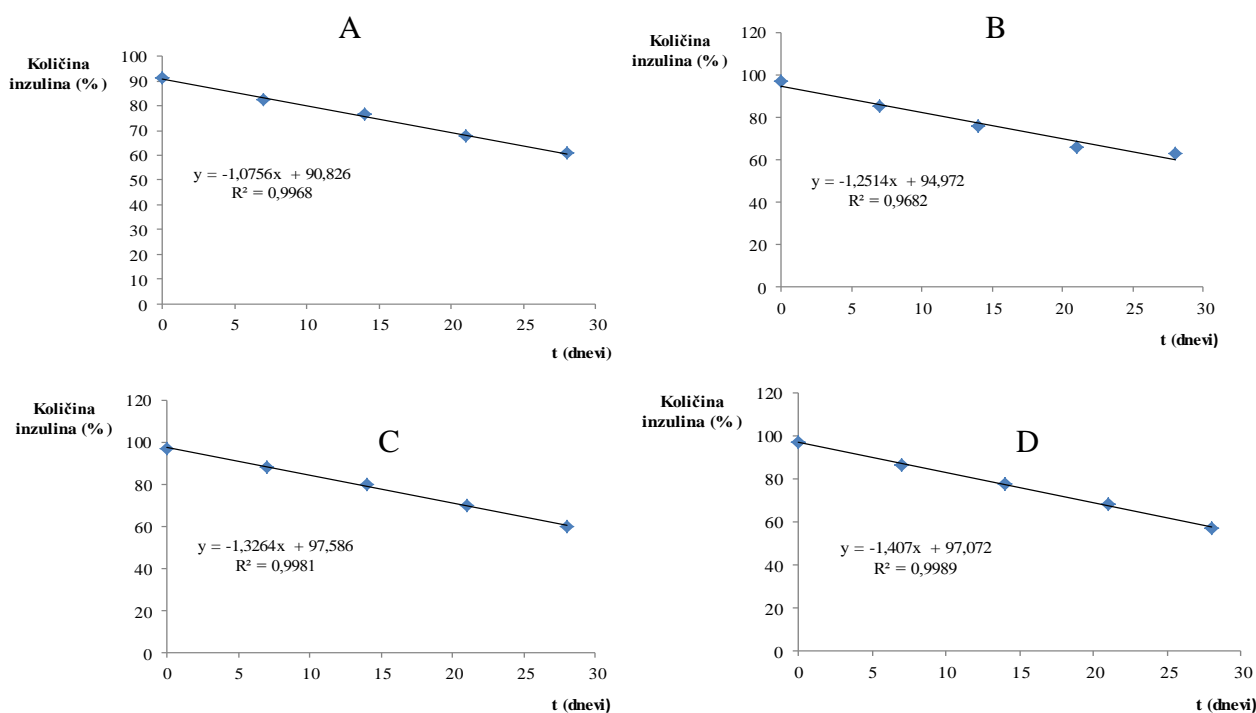 A
Količina
inzulina (%)
100
90
80
70
60
50
40
30
20
10
0
y = -1,0756x + 90,826
R² = 0,9968
0 5 10 15 20 25 30
t (dnevi)
B
Količina
inzulina (%)
120
100
80
60
40
20
0
y = -1,2514x + 94,972
R² = 0,9682
0 5 10 15 20 25 30
t (dnevi)
C
Količina
inzulina (%)
120
100
80
60
40
20
0
y = -1,3264x + 97,586
R² = 0,9981
0 5 10 15 20 25 30
t (dnevi)
D
Količina
inzulina (%)
120
100
80
60
40
20
0
y = -1,407x + 97,072
R² = 0,9989
0 5 10 15 20 25 30
t (dnevi)